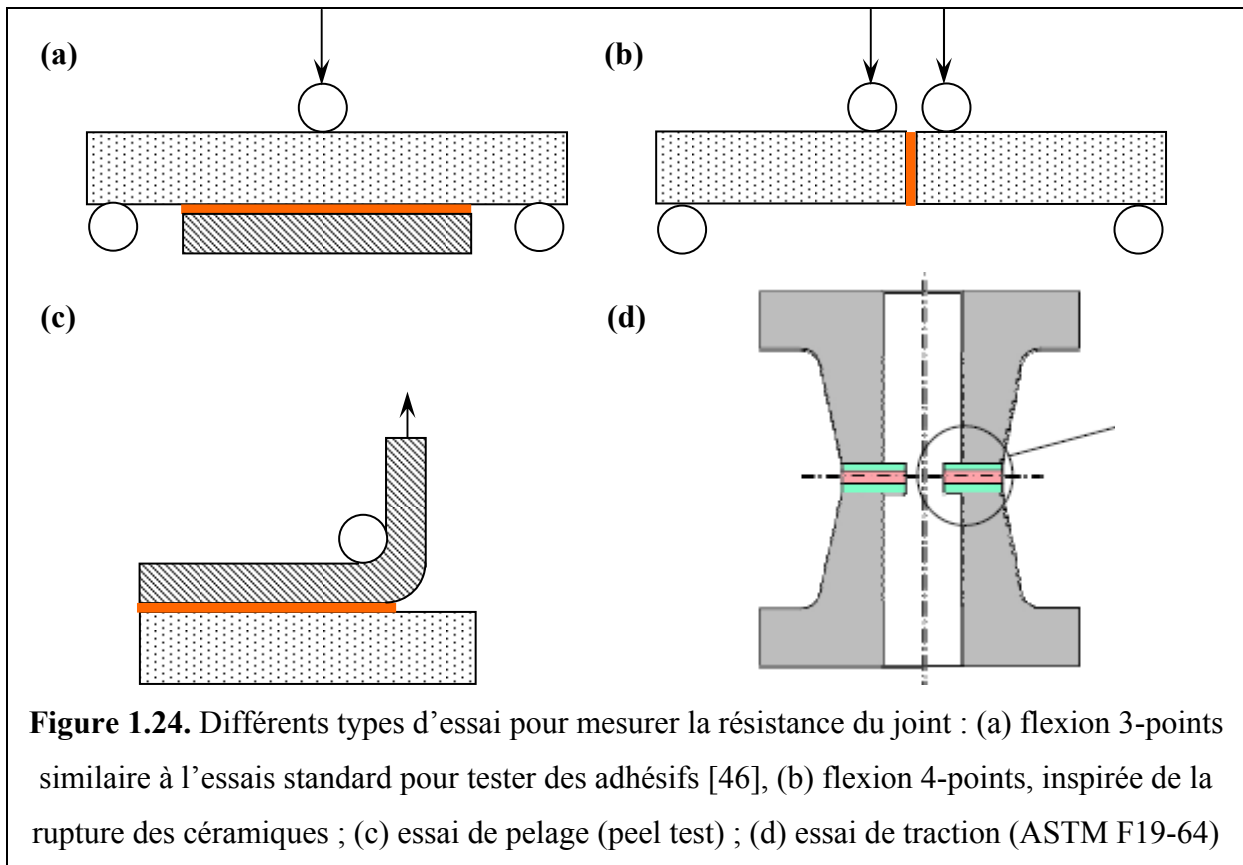 (a)
(b)
(c)
(d)
Figure 1.24. Différents types d’essai pour mesurer la résistance du joint : (a) flexion 3-points
similaire à l’essais standard pour tester des adhésifs [46], (b) flexion 4-points, inspirée de la
rupture des céramiques ; (c) essai de pelage (peel test) ; (d) essai de traction (ASTM F19-64)